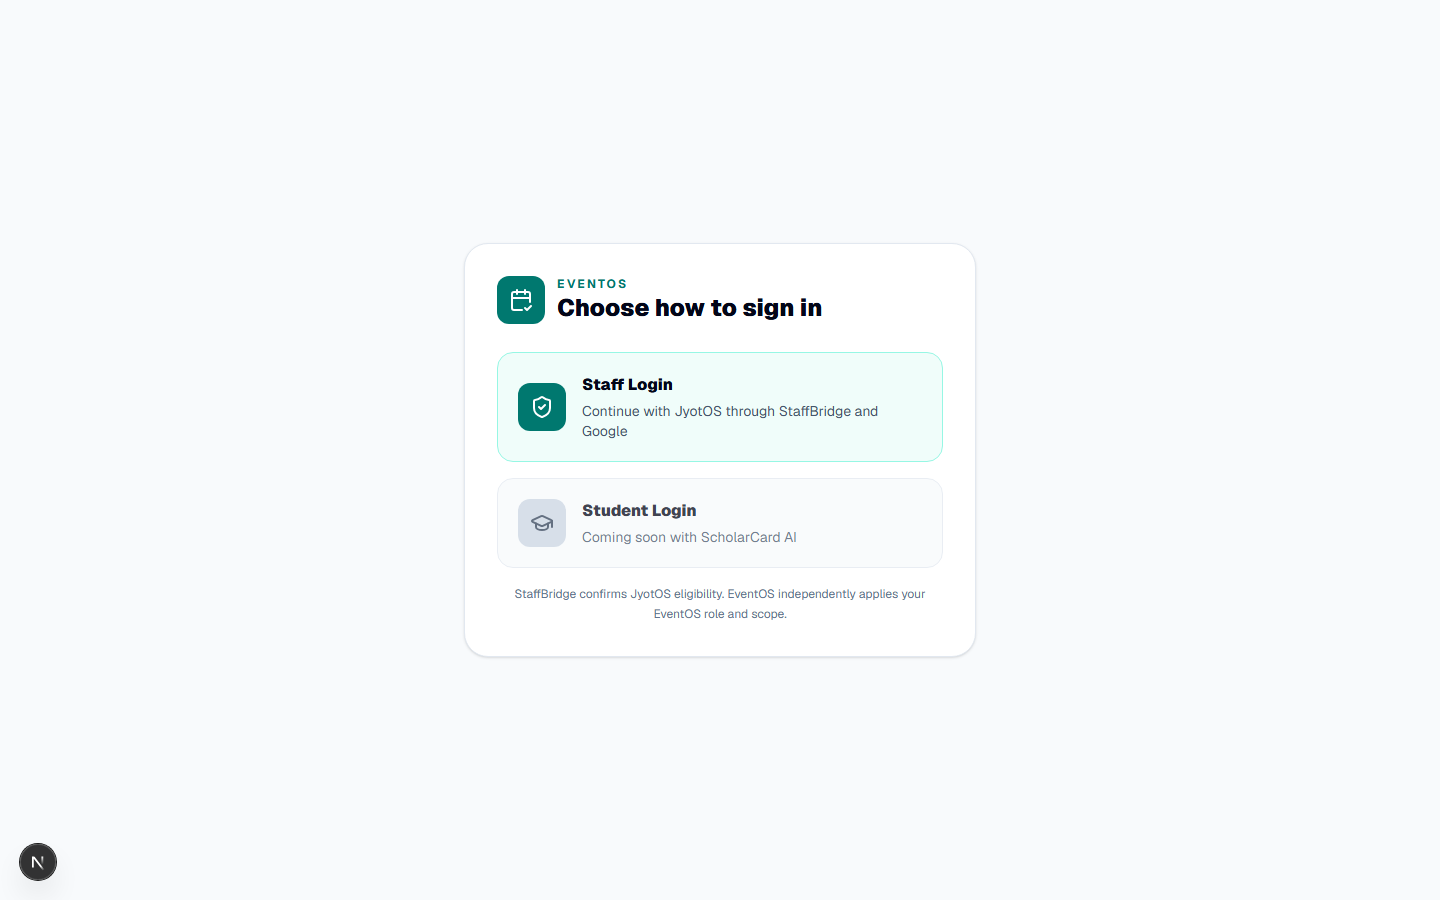 EVENTOS
Choose how to sign in
Staff Login
Continue with JyotOS through StaffBridge and
Google
Student Login
Coming soon with ScholarCard AI
StaffBridge confirms JyotOS eligibility. EventOS independently applies your
EventOS role and scope.
N